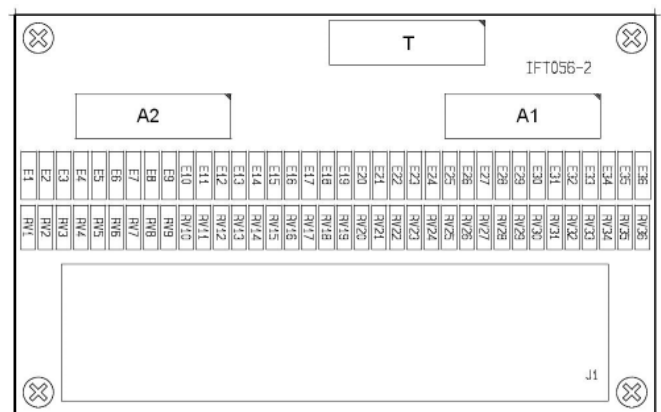 T
IFT056-2
A2 A1
E1 E2 E3 E4 E5 E6 E7 E8 E9 E10 E11 E12 E13 E14 E15 E16 E17 E18 E19 E20 E21 E22 E23 E24 E25 E26 E27 E28 E29 E30 E31 E32 E33 E34 E35 E36
RV1 RV2 RV3 RV4 RV5 RV6 RV7 RV8 RV9 RV10 RV11 RV12 RV13 RV14 RV15 RV16 RV17 RV18 RV19 RV20 RV21 RV22 RV23 RV24 RV25 RV26 RV27 RV28 RV29 RV30 RV31 RV32 RV33 RV34 RV35 RV36
J1